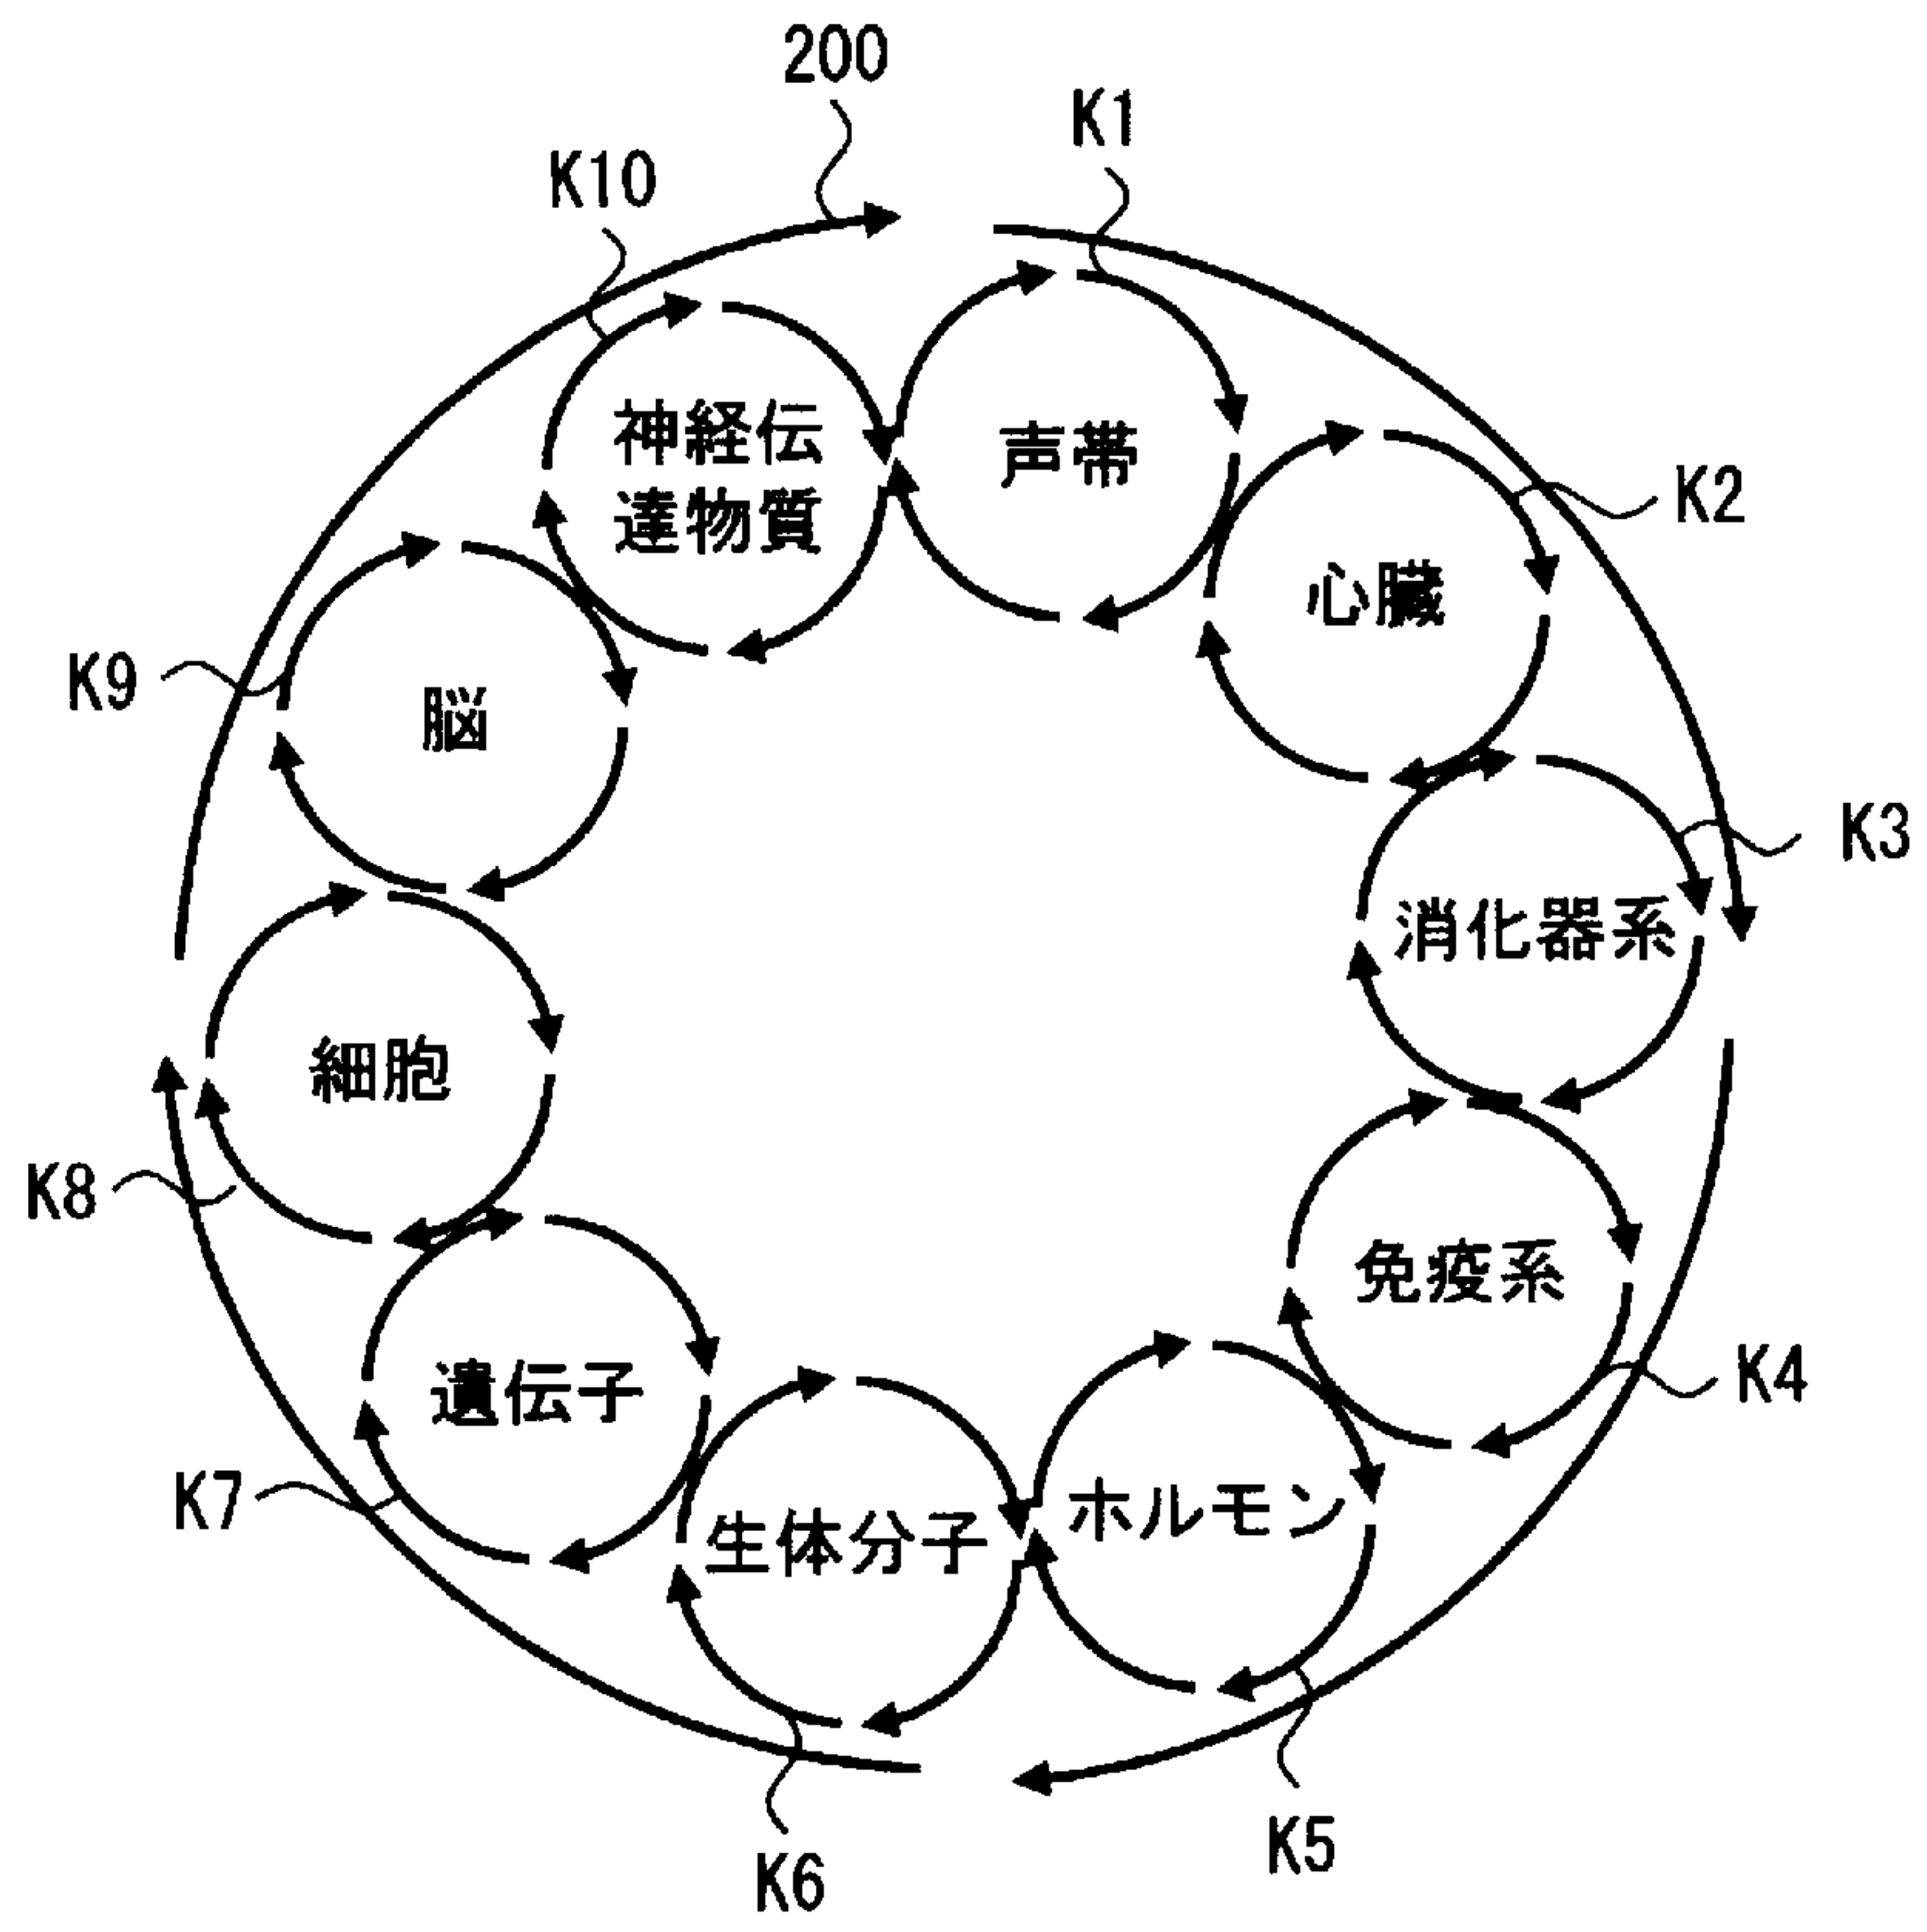 200
K1
K10
神経伝
達物質
声帯
K2
心臓
K9
脳
K3
消化器系
細胞
K8
免疫系
K4
遺伝子
K7
生体分子
ホルモン
K5
K6